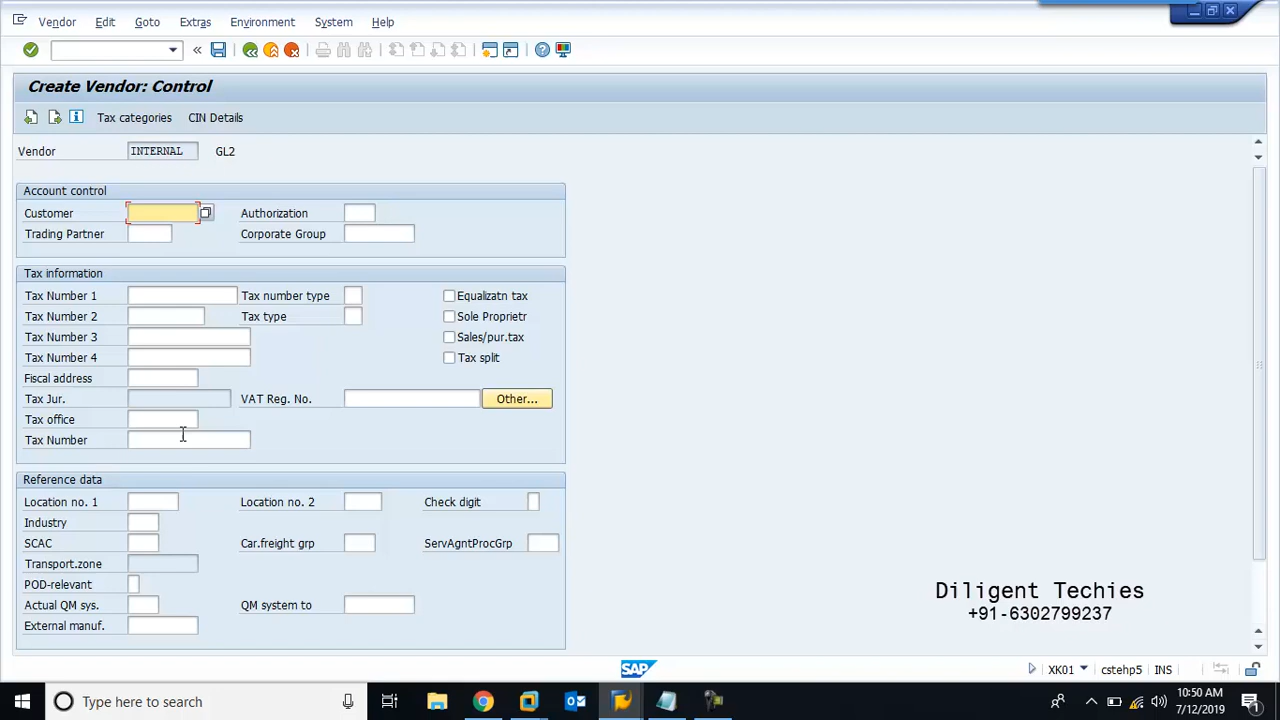 Vendor Edit Goto Extras Environment System Help
Create Vendor: Control
Tax categories CIN Details
Vendor INTERNAL GL2
Account control
Customer Authorization
Trading Partner Corporate Group
Tax information
Tax Number 1 Tax number type Equalizatn tax
Tax Number 2 Tax type Sole Proprietr
Tax Number 3 Sales/pur.tax
Tax Number 4 Tax split
Fiscal address
Tax Jur. VAT Reg. No. Other...
Tax office
Tax Number
Reference data
Location no. 1 Location no. 2 Check digit
Industry
SCAC Car.freight grp ServAgntProcGrp
Transport.zone
POD-relevant
Actual QM sys. QM system to
External manuf.
Diligent Techies
+91-6302799237
SAP XK01 cstehp5 INS
Type here to search
10:50 AM
7/12/2019